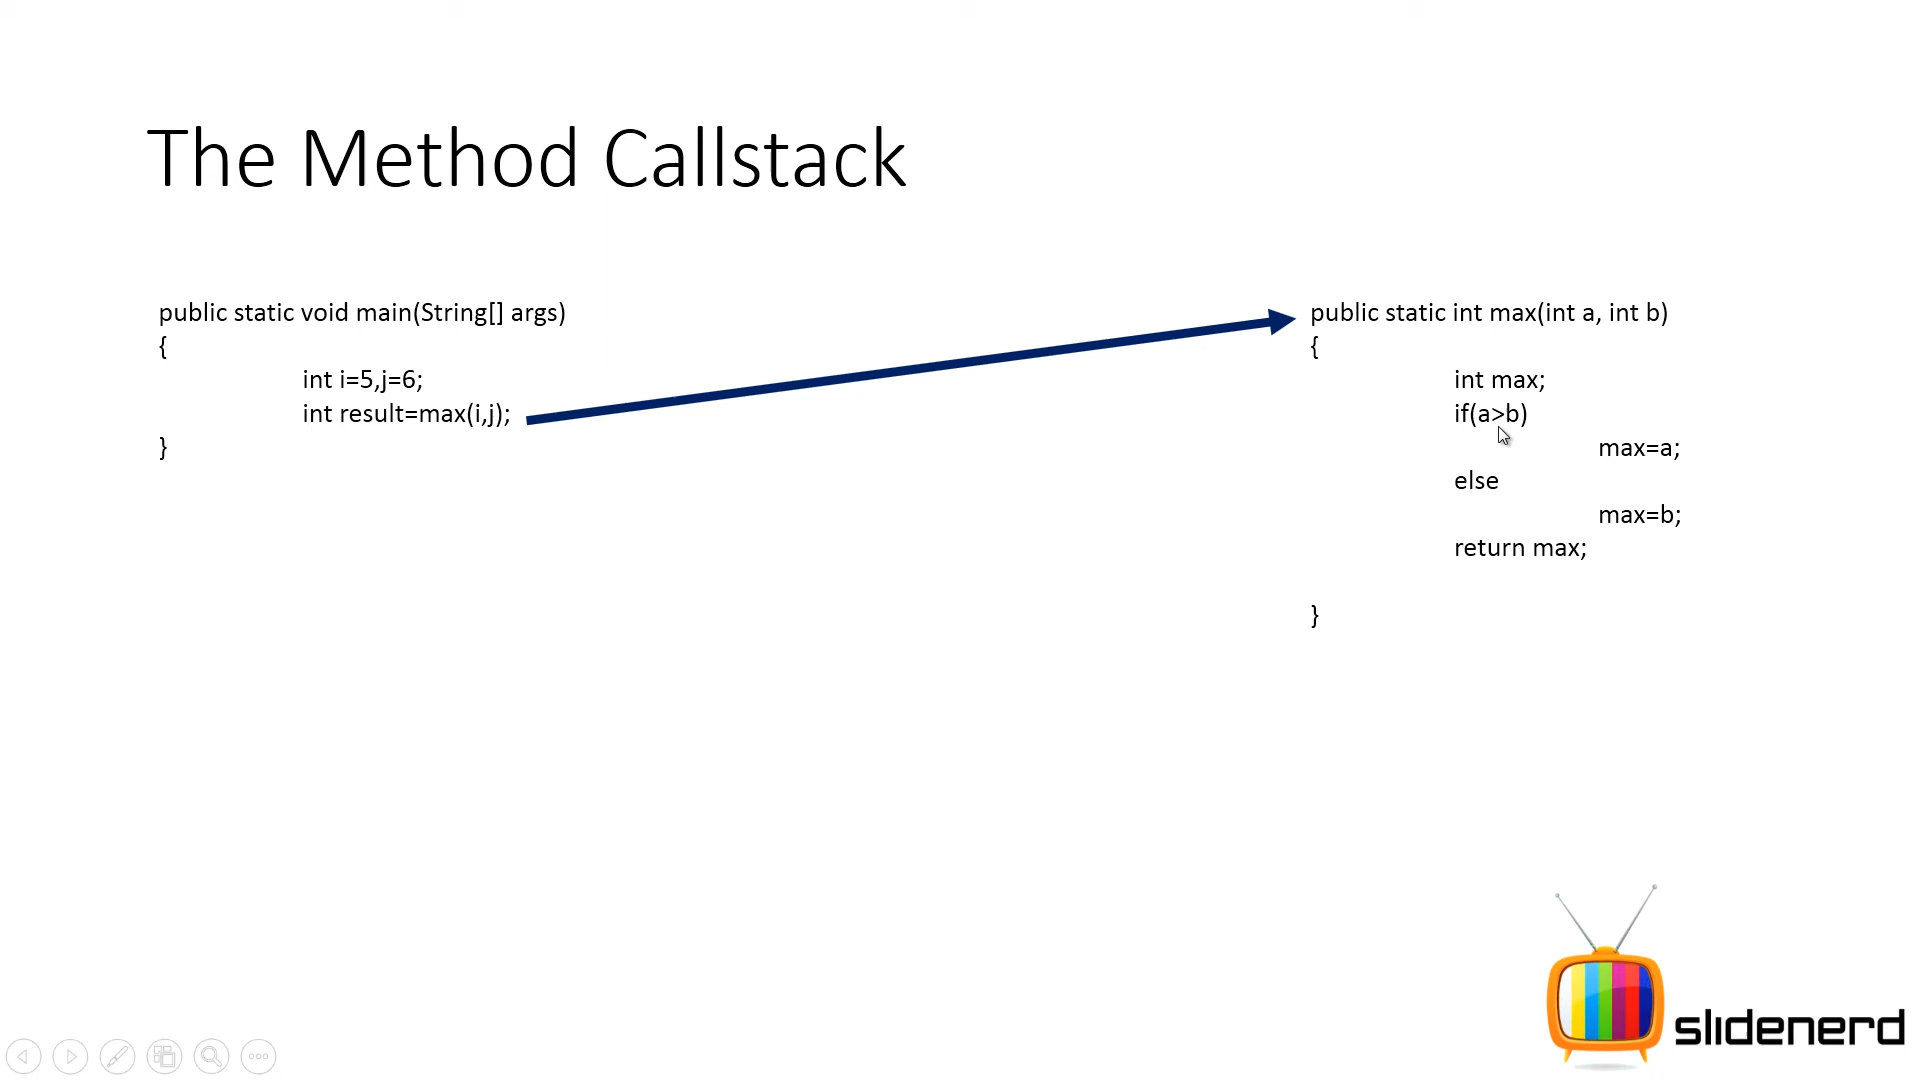 The Method Callstack
public static void main(String[] args)
{
int i=5,j=6;
int result=max(i,j);
}
public static int max(int a, int b)
{
int max;
if(a>b)
max=a;
else
max=b;
return max;
}
slidenerd